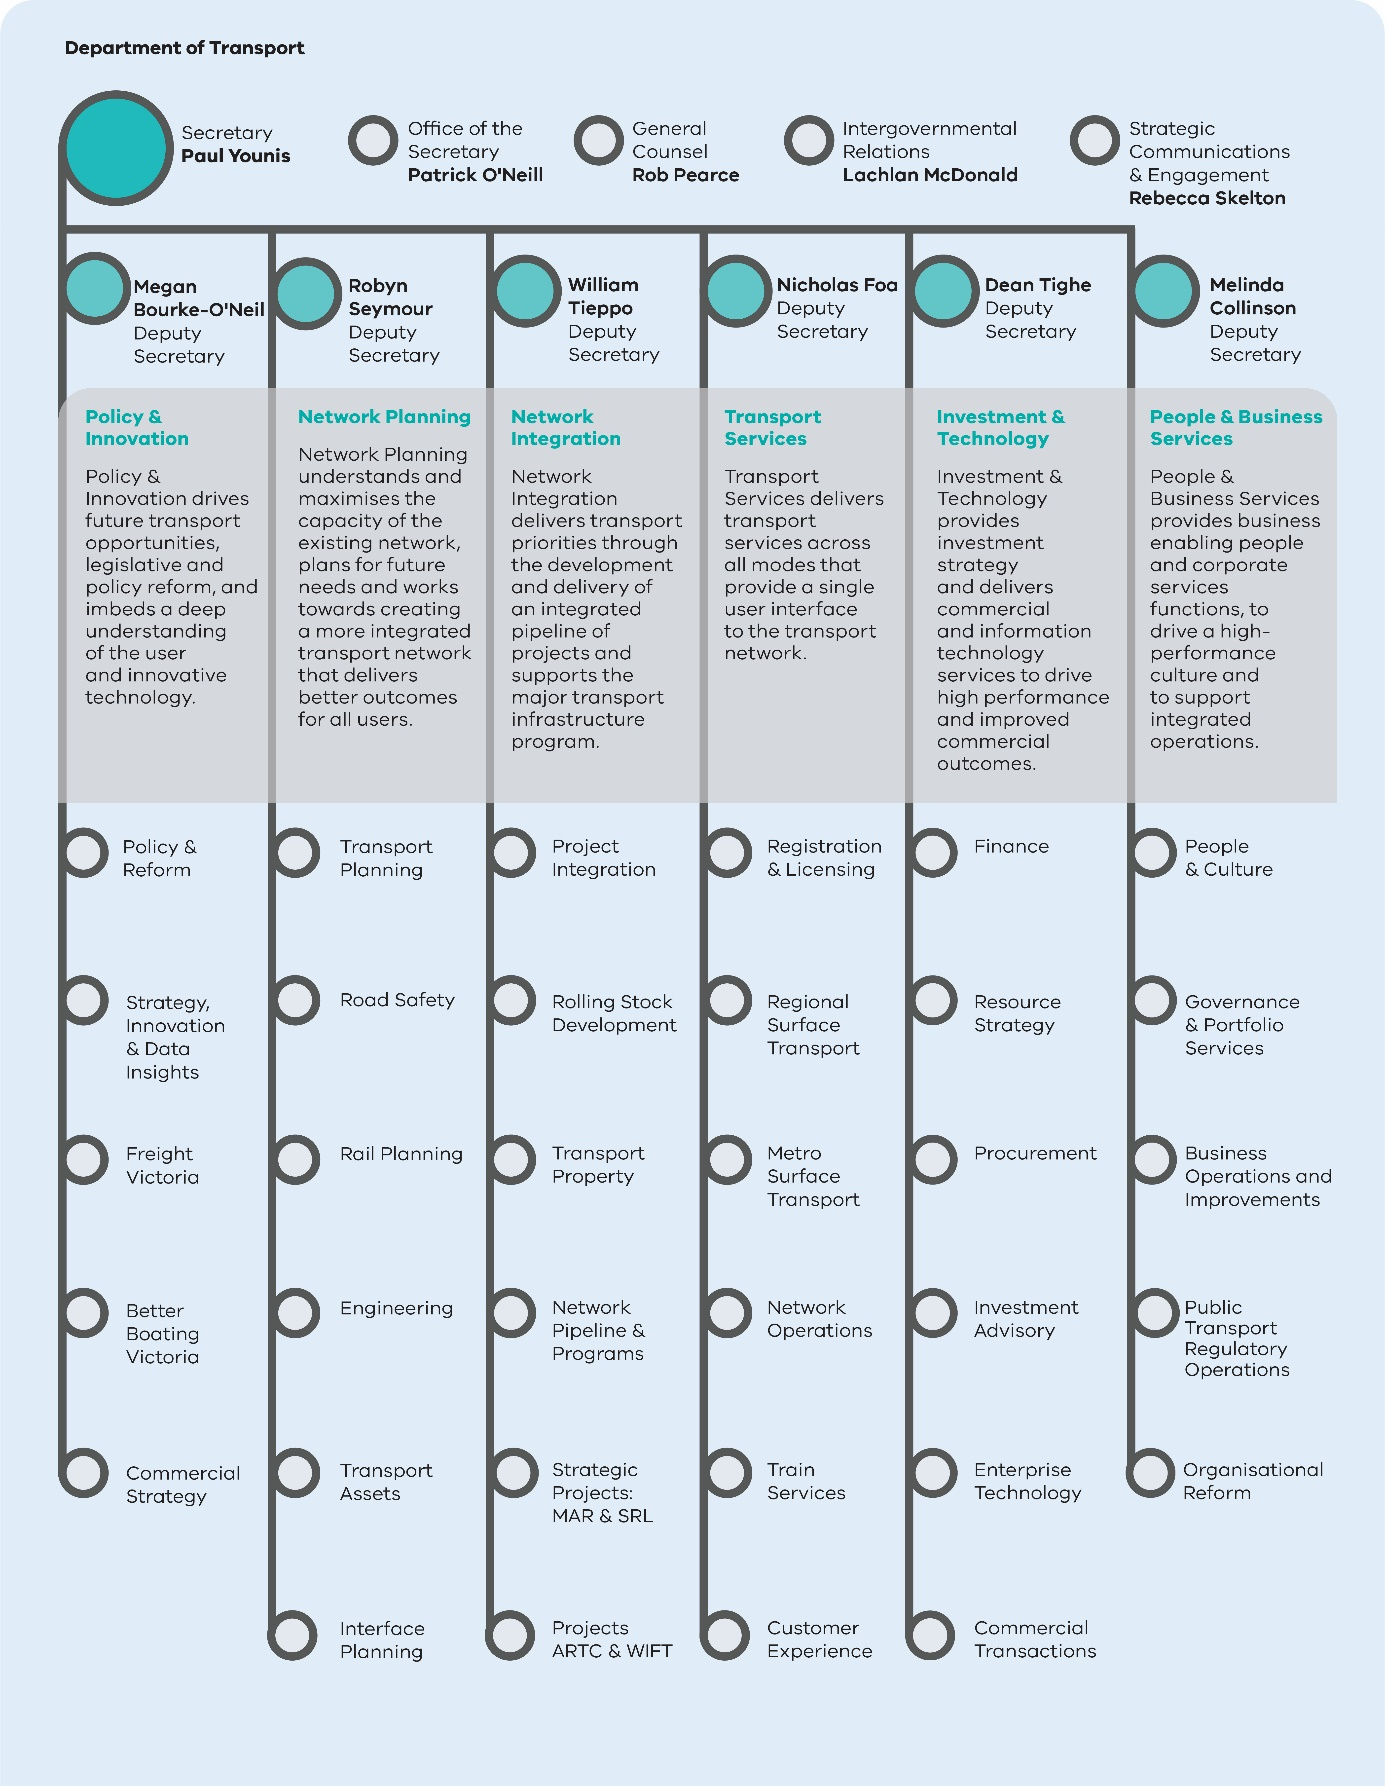 Department of Transport
Secretary
Paul Younis
Office of the
Secretary
Patrick O'Neill
General
Counsel
Rob Pearce
Intergovernmental
Relations
Lachlan McDonald
Strategic
Communications
& Engagement
Rebecca Skelton
Megan
Bourke-O'Neil
Deputy
Secretary
Robyn
Seymour
Deputy
Secretary
William
Tieppo
Deputy
Secretary
Nicholas Foa
Deputy
Secretary
Dean Tighe
Deputy
Secretary
Melinda
Collinson
Deputy
Secretary
Policy &
Innovation
Policy &
Innovation drives
future transport
opportunities,
legislative and
policy reform, and
imbeds a deep
understanding
of the user
and innovative
technology.
Network Planning
Network Planning
understands and
maximises the
capacity of the
existing network,
plans for future
needs and works
towards creating
a more integrated
transport network
that delivers
better outcomes
for all users.
Network
Integration
Network
Integration
delivers transport
priorities through
the development
and delivery of
an integrated
pipeline of
projects and
supports the
major transport
infrastructure
program.
Transport
Services
Transport
Services delivers
transport
services across
all modes that
provide a single
user interface
to the transport
network.
Investment &
Technology
Investment &
Technology
provides
investment
strategy
and delivers
commercial
and information
technology
services to drive
high performance
and improved
commercial
outcomes.
People & Business
Services
People &
Business Services
provides business
enabling people
and corporate
services
functions, to
drive a high-
performance
culture and
to support
integrated
operations.
Policy &
Reform
Transport
Planning
Project
Integration
Registration
& Licensing
Finance
People
& Culture
Strategy,
Innovation
& Data
Insights
Road Safety
Rolling Stock
Development
Regional
Surface
Transport
Resource
Strategy
Governance
& Portfolio
Services
Freight
Victoria
Rail Planning
Transport
Property
Metro
Surface
Transport
Procurement
Business
Operations and
Improvements
Better
Boating
Victoria
Engineering
Network
Pipeline &
Programs
Network
Operations
Investment
Advisory
Public
Transport
Regulatory
Operations
Commercial
Strategy
Transport
Assets
Strategic
Projects:
MAR & SRL
Train
Services
Enterprise
Technology
Organisational
Reform
Interface
Planning
Projects
ARTC & WIFT
Customer
Experience
Commercial
Transactions